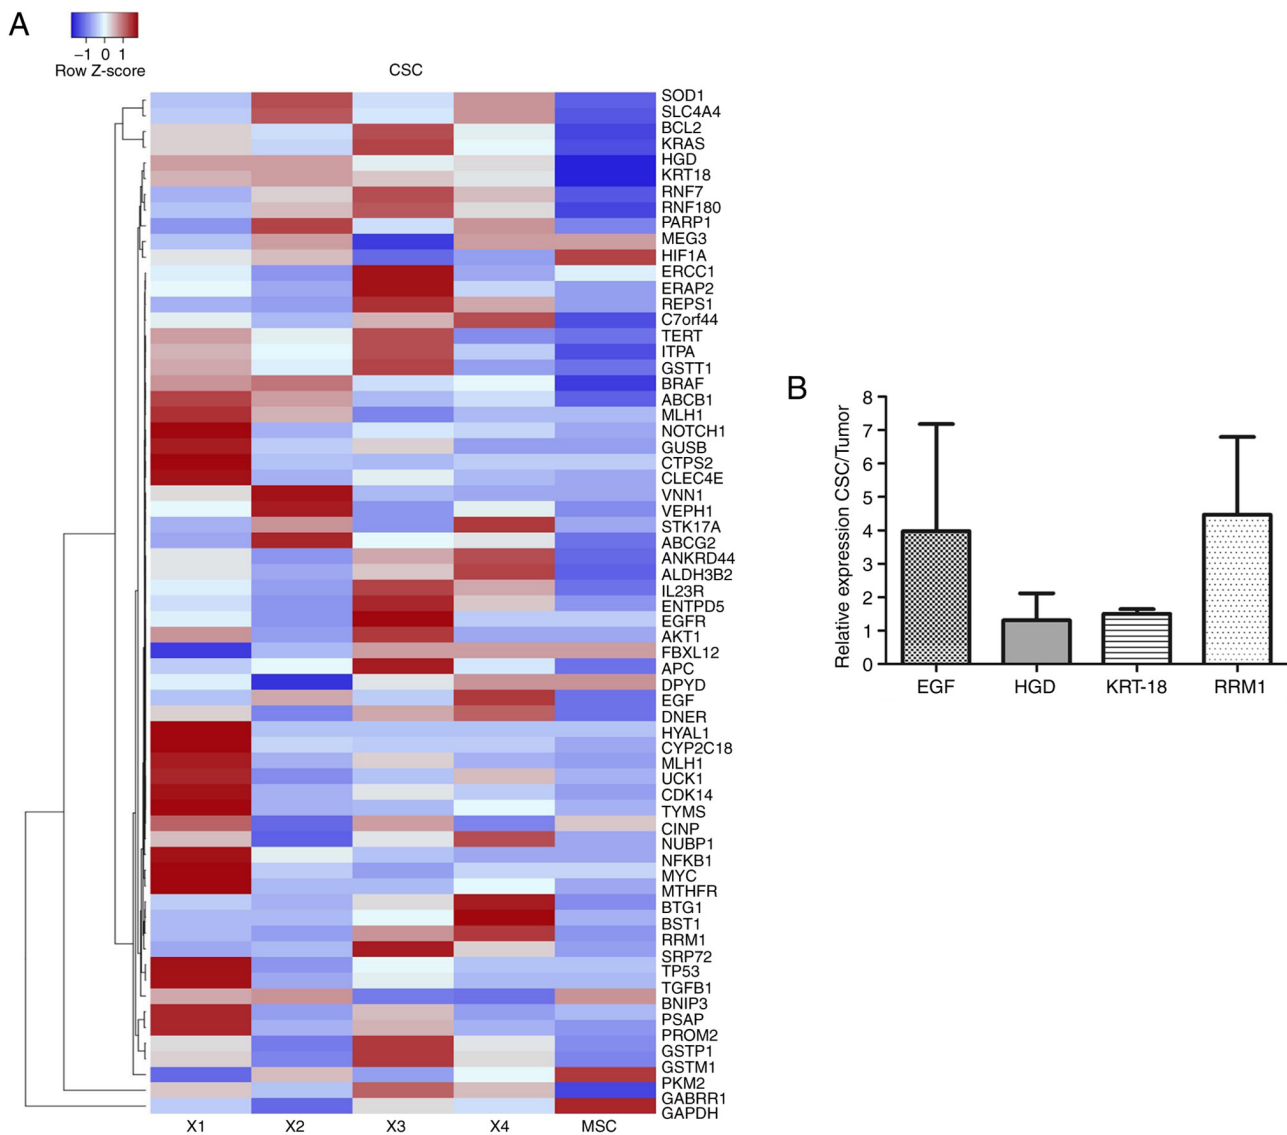 A
−1 0 1
Row Z-score
CSC
SOD1
SLC4A4
BCL2
KRAS
HGD
KRT18
RNF7
RNF180
PARP1
MEG3
HIF1A
ERCC1
ERAP2
REPS1
C7orf44
TERT
ITPA
GSTT1
BRAF
ABCB1
MLH1
NOTCH1
GUSB
CTPS2
CLEC4E
VNN1
VEPH1
STK17A
ABCG2
ANKRD44
ALDH3B2
IL23R
ENTPD5
EGFR
AKT1
FBXL12
APC
DPYD
EGF
DNER
HYAL1
CYP2C18
MLH1
UCK1
CDK14
TYMS
CINP
NUBP1
NFKB1
MYC
MTHFR
BTG1
BST1
RRM1
SRP72
TP53
TGFB1
BNIP3
PSAP
PROM2
GSTP1
GSTM1
PKM2
GABRR1
GAPDH
X1 X2 X3 X4 MSC
B
Relative expression CSC/Tumor
8
7
6
5
4
3
2
1
0
EGF HGD KRT-18 RRM1